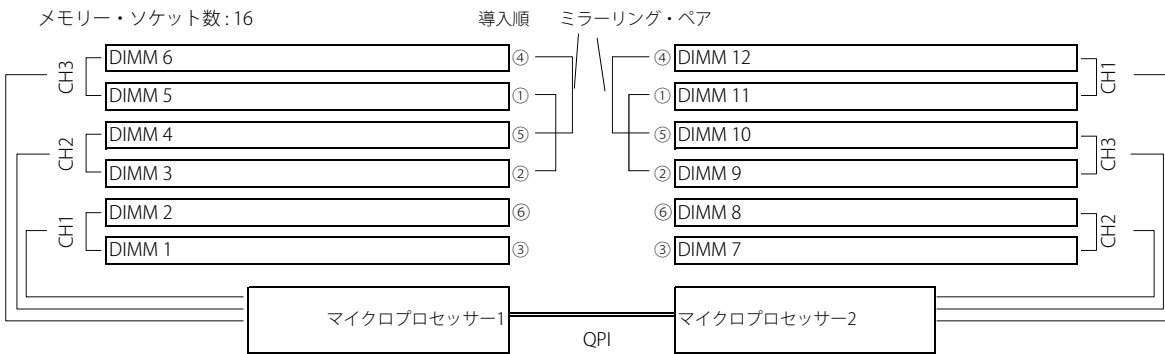 メモリー・ソケット数 : 16 導入順 ミラーリング・ペア
DIMM 6 ④ ④ DIMM 12
CH3 CH1
DIMM 5 ① ① DIMM 11
DIMM 4 ⑤ ⑤ DIMM 10
CH2 CH3
DIMM 3 ② ② DIMM 9
DIMM 2 ⑥ ⑥ DIMM 8
CH1 CH2
DIMM 1 ③ ③ DIMM 7
マイクロプロセッサー1 マイクロプロセッサー2
QPI